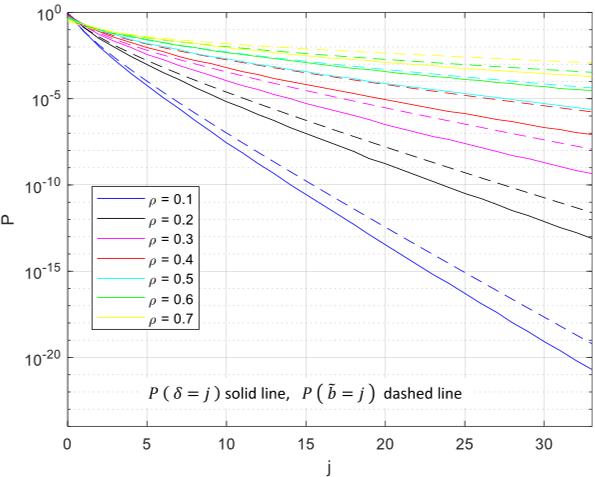 10^0
10^-5
10^-10
10^-15
10^-20
P
ρ = 0.1
ρ = 0.2
ρ = 0.3
ρ = 0.4
ρ = 0.5
ρ = 0.6
ρ = 0.7
P ( δ = j ) solid line, P ( b̃ = j ) dashed line
0 5 10 15 20 25 30
j